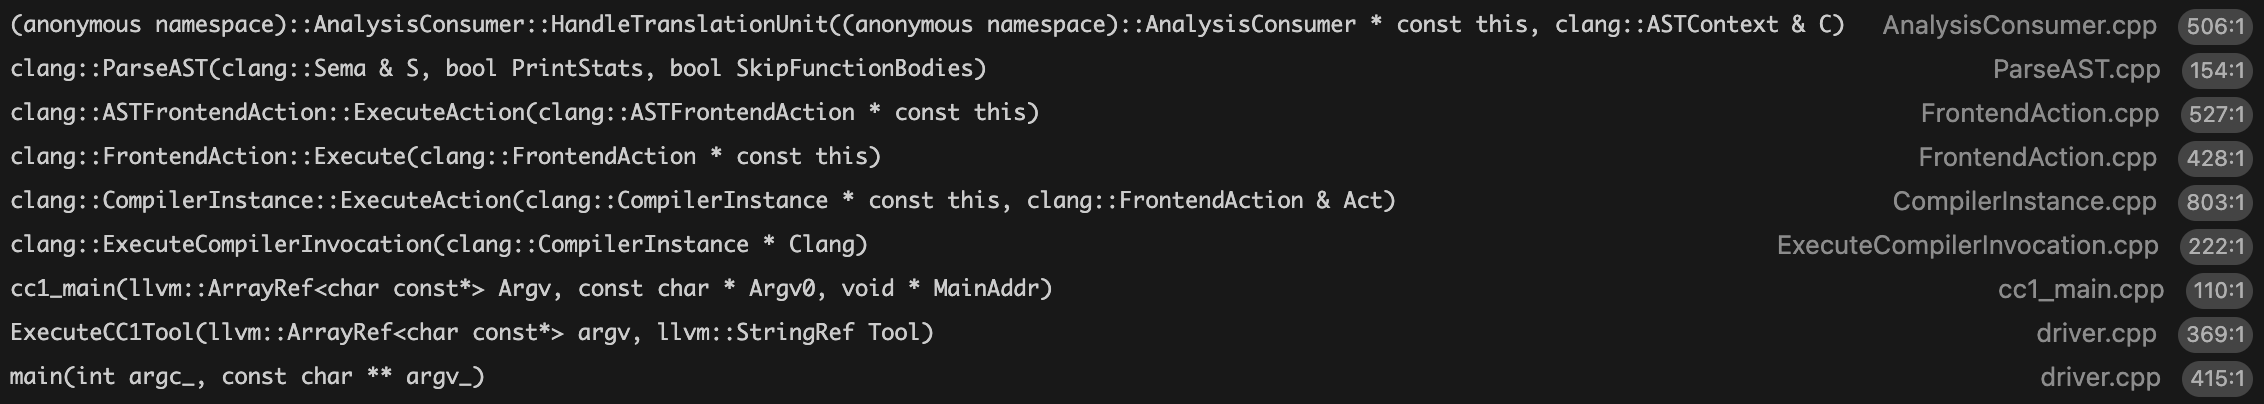 (anonymous namespace)::AnalysisConsumer::HandleTranslationUnit((anonymous namespace)::AnalysisConsumer * const this, clang::ASTContext & C) AnalysisConsumer.cpp 506:1
clang::ParseAST(clang::Sema & S, bool PrintStats, bool SkipFunctionBodies) ParseAST.cpp 154:1
clang::ASTFrontendAction::ExecuteAction(clang::ASTFrontendAction * const this) FrontendAction.cpp 527:1
clang::FrontendAction::Execute(clang::FrontendAction * const this) FrontendAction.cpp 428:1
clang::CompilerInstance::ExecuteAction(clang::CompilerInstance * const this, clang::FrontendAction & Act) CompilerInstance.cpp 803:1
clang::ExecuteCompilerInvocation(clang::CompilerInstance * Clang) ExecuteCompilerInvocation.cpp 222:1
cc1_main(llvm::ArrayRef<char const*> Argv, const char * Argv0, void * MainAddr) cc1_main.cpp 110:1
ExecuteCC1Tool(llvm::ArrayRef<char const*> argv, llvm::StringRef Tool) driver.cpp 369:1
main(int argc_, const char ** argv_) driver.cpp 415:1